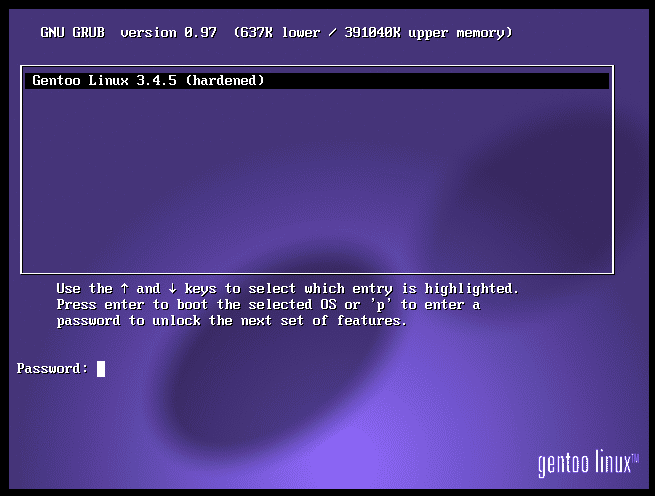 GNU GRUB  version 0.97  (637K lower / 391040K upper memory)
Gentoo Linux 3.4.5 (hardened)
Use the ↑ and ↓ keys to select which entry is highlighted.
Press enter to boot the selected OS or 'p' to enter a
password to unlock the next set of features.
Password:
gentoo linux™